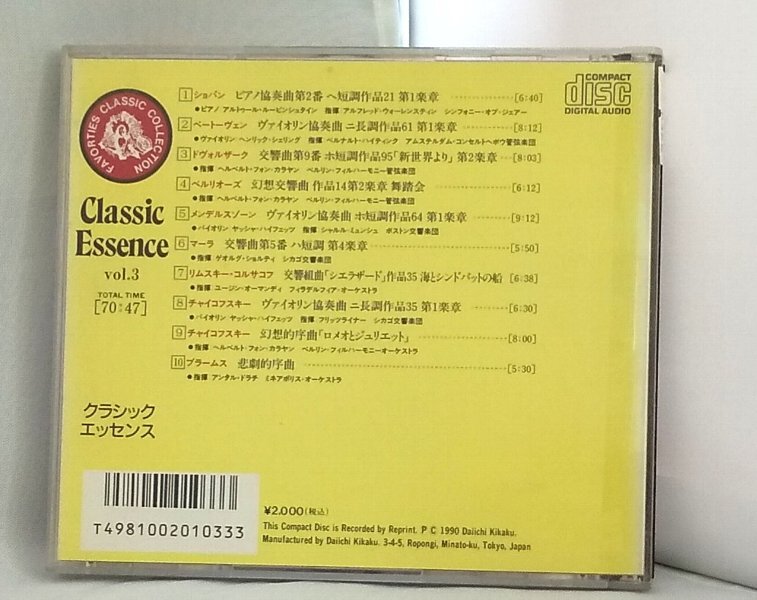 FAVORTIES CLASSIC COLLECTION
Classic
Essence
vol.3
TOTAL TIME
[70:47]
クラシック
エッセンス
COMPACT
disc
DIGITAL AUDIO
1 ショパン ピアノ協奏曲第2番 ヘ短調作品21 第1楽章 [6:40]
●ピアノ アルトゥール・ルービンシュタイン 指揮 アルフレッド・ウォーレンスティン シンフォニー・オブ・ジェアー
2 ベートーヴェン ヴァイオリン協奏曲 ニ長調作品61 第1楽章 [8:12]
●ヴァイオリン ヘンリック・シェリング 指揮 ベルナルト・ハイティンク アムステルダム・コンセルトヘボウ管弦楽団
3 ドヴォルザーク 交響曲第9番 ホ短調作品95「新世界より」第2楽章 [8:03]
●指揮 ヘルベルト・フォン・カラヤン ベルリン・フィルハーモニー管弦楽団
4 ベルリオーズ 幻想交響曲 作品14第2楽章 舞踏会 [6:12]
●指揮 ヘルベルト・フォン・カラヤン ベルリン・フィルハーモニー管弦楽団
5 メンデルスゾーン ヴァイオリン協奏曲 ホ短調作品64 第1楽章 [9:12]
●バイオリン ヤッシャ・ハイフェッツ 指揮 シャルル・ミュンシュ ボストン交響楽団
6 マーラ 交響曲第5番 ハ短調 第4楽章 [5:50]
●指揮 ゲオルグ・ショルティ シカゴ交響楽団
7 リムスキー・コルサコフ 交響組曲「シエラザード」作品35 海とシンドバットの船 [6:38]
●指揮 ユージン・オーマンディ フィラデルフィア・オーケストラ
8 チャイコフスキー ヴァイオリン協奏曲 ニ長調作品35 第1楽章 [6:30]
●バイオリン ヤッシャ・ハイフェッツ 指揮 フリッツライナー シカゴ交響楽団
9 チャイコフスキー 幻想的序曲「ロメオとジュリエット」 [8:00]
●指揮 ヘルベルト・フォン・カラヤン ベルリン・フィルハーモニーオーケストラ
10 ブラームス 悲劇的序曲 [5:30]
●指揮 アンタル・ドラチ ミネアポリス・オーケストラ
T4981002010333
¥2,000(税込)
This Compact Disc is Recorded by Reprint. P © 1990 Daiichi Kikaku.
Manufactured by Daiichi Kikaku. 3-4-5, Ropongi, Minato-ku, Tokyo, Japan